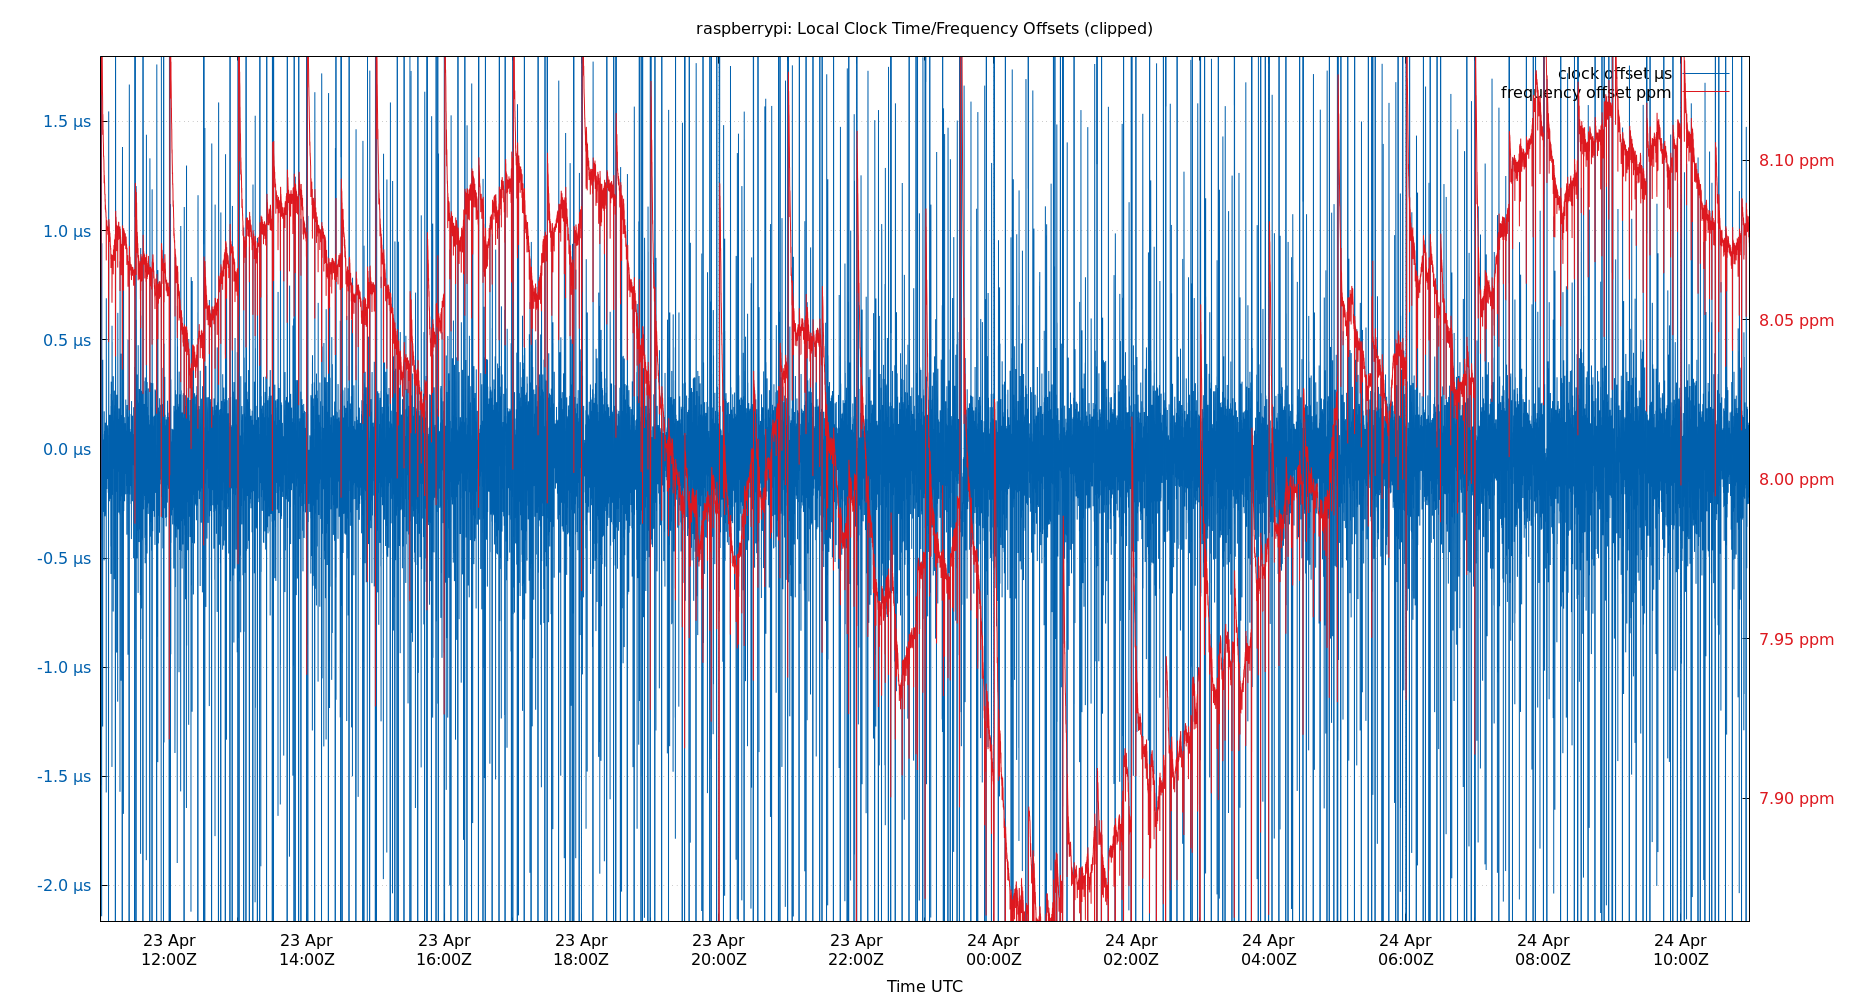 raspberrypi: Local Clock Time/Frequency Offsets (clipped)
clock offset µs
frequency offset ppm
1.5 µs
1.0 µs
0.5 µs
0.0 µs
-0.5 µs
-1.0 µs
-1.5 µs
-2.0 µs
8.10 ppm
8.05 ppm
8.00 ppm
7.95 ppm
7.90 ppm
23 Apr 23 Apr 23 Apr 23 Apr 23 Apr 23 Apr 24 Apr 24 Apr 24 Apr 24 Apr 24 Apr 24 Apr
12:00Z 14:00Z 16:00Z 18:00Z 20:00Z 22:00Z 00:00Z 02:00Z 04:00Z 06:00Z 08:00Z 10:00Z
Time UTC